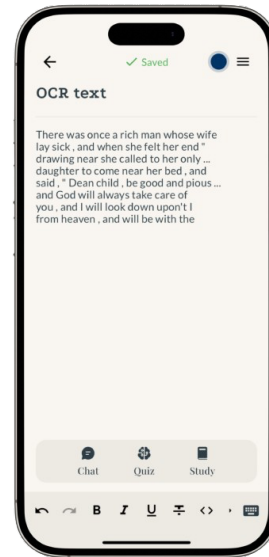 Saved
OCR text
There was once a rich man whose wife
lay sick , and when she felt her end "
drawing near she called to her only ...
daughter to come near her bed , and
said , " Dean child , be good and pious ...
and God will always take care of
you , and I will look down upon't I
from heaven , and will be with the
Chat Quiz Study
B I U T <>